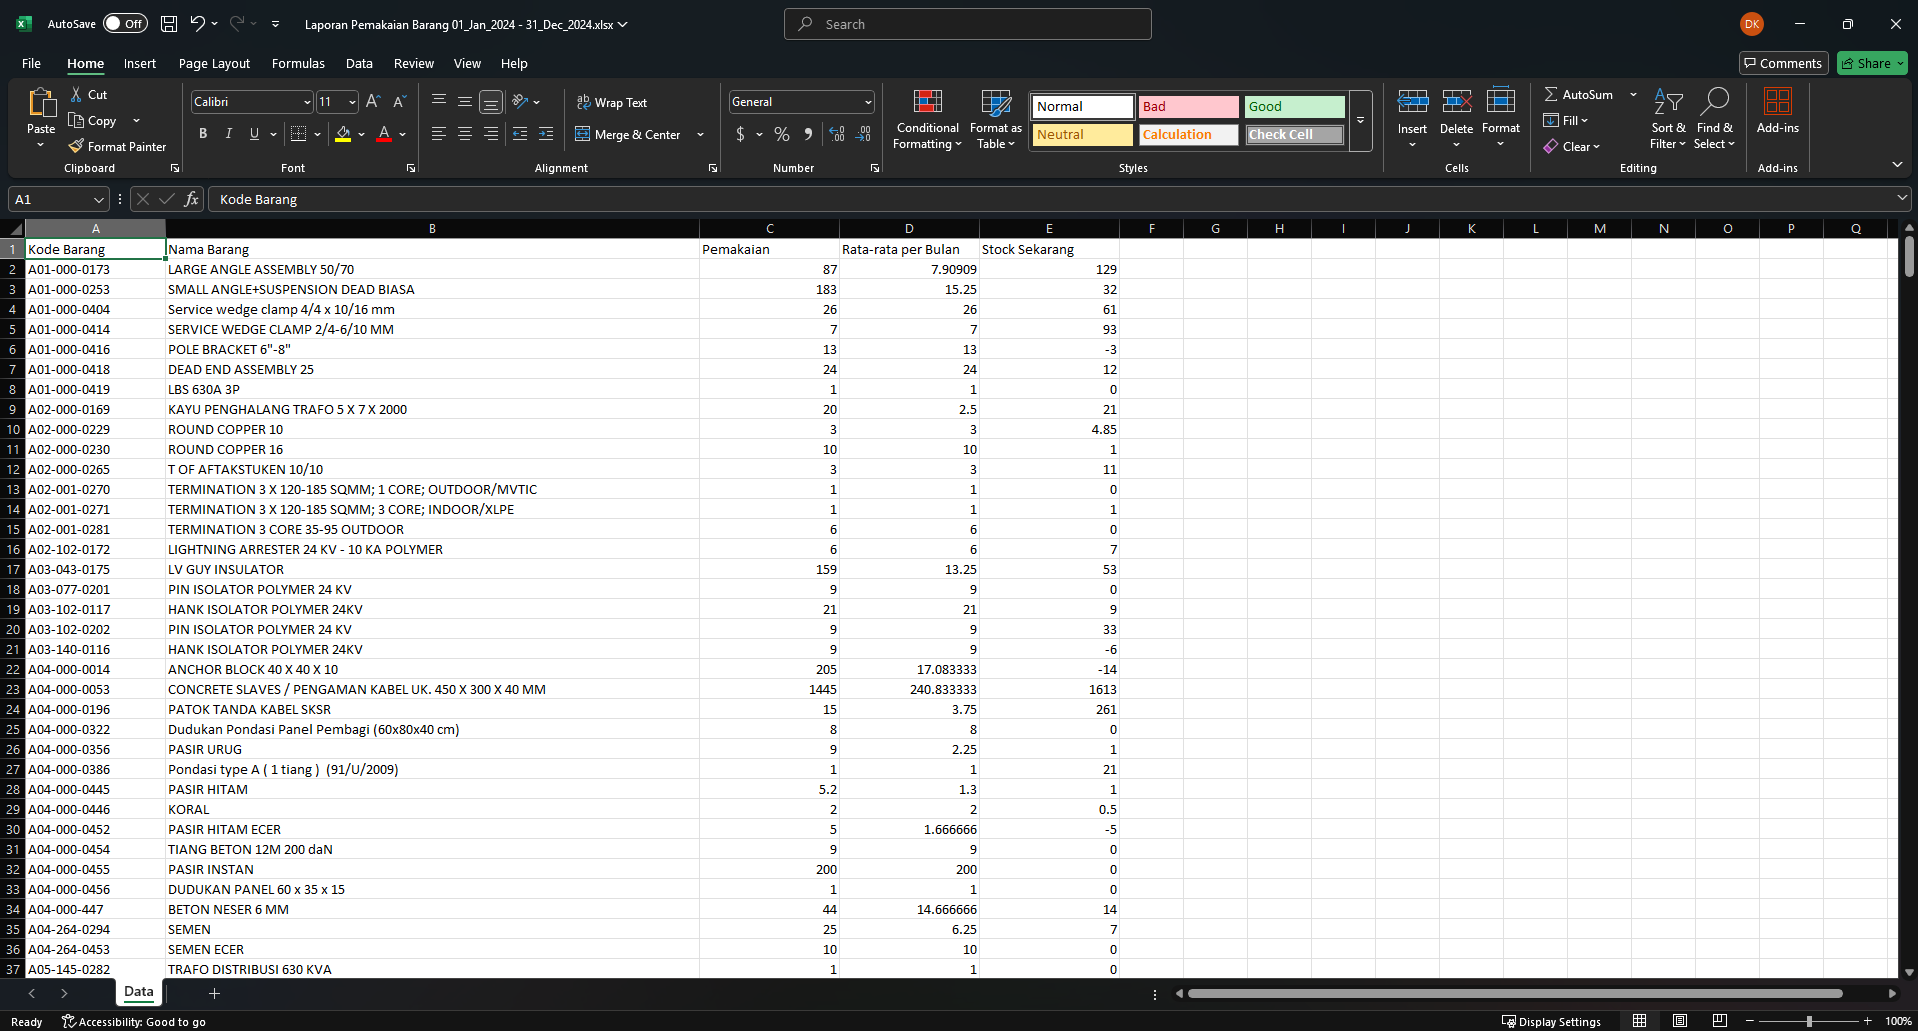 AutoSave Off Laporan Pemakaian Barang 01_Jan_2024 - 31_Dec_2024.xlsx Search DK
File Home Insert Page Layout Formulas Data Review View Help Comments Share
Paste Cut Copy Format Painter Clipboard
Calibri 11 B I U A Font
Wrap Text Merge & Center Alignment
General $ % Number
Conditional Formatting Format as Table
Normal Bad Good
Neutral Calculation Check Cell
Styles
Insert Delete Format Cells
AutoSum Fill Clear Sort & Filter Find & Select Editing
Add-ins Add-ins
A1 fx Kode Barang
A B C D E F G H I J K L M N O P Q
1 Kode Barang Nama Barang Pemakaian Rata-rata per Bulan Stock Sekarang
2 A01-000-0173 LARGE ANGLE ASSEMBLY 50/70 87 7.90909 129
3 A01-000-0253 SMALL ANGLE+SUSPENSION DEAD BIASA 183 15.25 32
4 A01-000-0404 Service wedge clamp 4/4 x 10/16 mm 26 26 61
5 A01-000-0414 SERVICE WEDGE CLAMP 2/4-6/10 MM 7 7 93
6 A01-000-0416 POLE BRACKET 6"-8" 13 13 -3
7 A01-000-0418 DEAD END ASSEMBLY 25 24 24 12
8 A01-000-0419 LBS 630A 3P 1 1 0
9 A02-000-0169 KAYU PENGHALANG TRAFO 5 X 7 X 2000 20 2.5 21
10 A02-000-0229 ROUND COPPER 10 3 3 4.85
11 A02-000-0230 ROUND COPPER 16 10 10 1
12 A02-000-0265 T OF AFTAKSTUKEN 10/10 3 3 11
13 A02-001-0270 TERMINATION 3 X 120-185 SQMM; 1 CORE; OUTDOOR/MVTIC 1 1 0
14 A02-001-0271 TERMINATION 3 X 120-185 SQMM; 3 CORE; INDOOR/XLPE 1 1 1
15 A02-001-0281 TERMINATION 3 CORE 35-95 OUTDOOR 6 6 0
16 A02-102-0172 LIGHTNING ARRESTER 24 KV - 10 KA POLYMER 6 6 7
17 A03-043-0175 LV GUY INSULATOR 159 13.25 53
18 A03-077-0201 PIN ISOLATOR POLYMER 24 KV 9 9 0
19 A03-102-0117 HANK ISOLATOR POLYMER 24KV 21 21 9
20 A03-102-0202 PIN ISOLATOR POLYMER 24 KV 9 9 33
21 A03-140-0116 HANK ISOLATOR POLYMER 24KV 9 9 -6
22 A04-000-0014 ANCHOR BLOCK 40 X 40 X 10 205 17.083333 -14
23 A04-000-0053 CONCRETE SLAVES / PENGAMAN KABEL UK. 450 X 300 X 40 MM 1445 240.833333 1613
24 A04-000-0196 PATOK TANDA KABEL SKSR 15 3.75 261
25 A04-000-0322 Dudukan Pondasi Panel Pembagi (60x80x40 cm) 8 8 0
26 A04-000-0356 PASIR URUG 9 2.25 1
27 A04-000-0386 Pondasi type A ( 1 tiang ) (91/U/2009) 1 1 21
28 A04-000-0445 PASIR HITAM 5.2 1.3 1
29 A04-000-0446 KORAL 2 2 0.5
30 A04-000-0452 PASIR HITAM ECER 5 1.666666 -5
31 A04-000-0454 TIANG BETON 12M 200 daN 9 9 0
32 A04-000-0455 PASIR INSTAN 200 200 0
33 A04-000-0456 DUDUKAN PANEL 60 x 35 x 15 1 1 0
34 A04-000-447 BETON NESER 6 MM 44 14.666666 14
35 A04-264-0294 SEMEN 25 6.25 7
36 A04-264-0453 SEMEN ECER 10 10 0
37 A05-145-0282 TRAFO DISTRIBUSI 630 KVA 1 1 0
Data
Ready Accessibility: Good to go Display Settings 100%